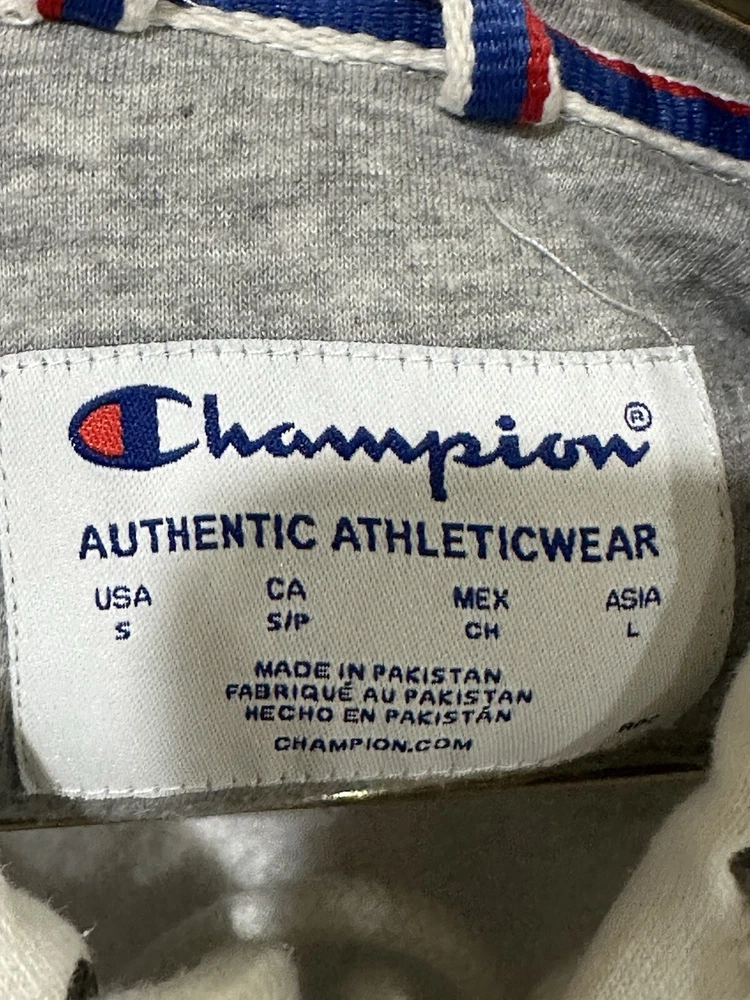 Champion®
AUTHENTIC ATHLETICWEAR
USA CA MEX ASIA
S S/P CH L
MADE IN PAKISTAN
FABRIQUÉ AU PAKISTAN
HECHO EN PAKISTÁN
CHAMPION.COM